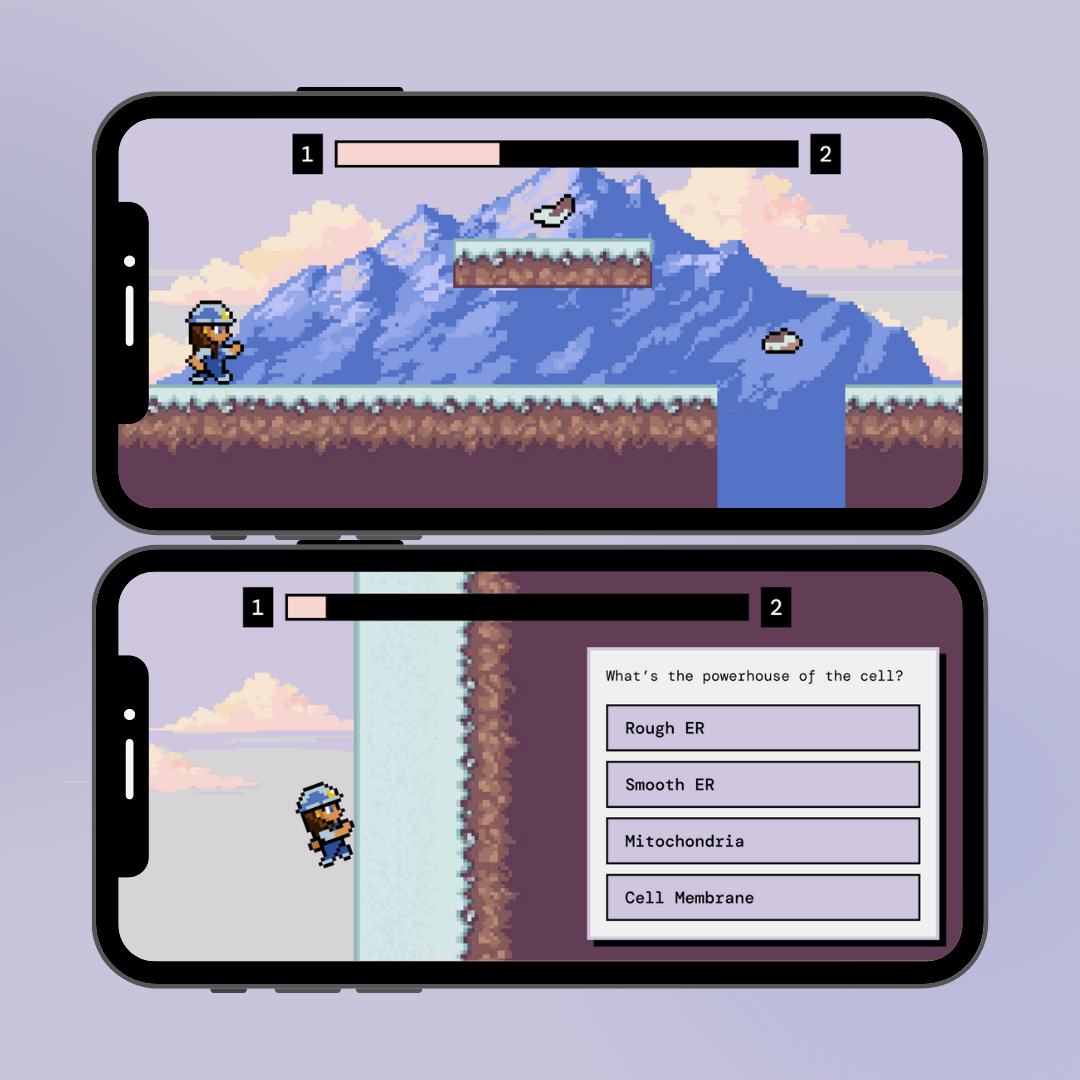 1 2
1 2
What's the powerhouse of the cell?
Rough ER
Smooth ER
Mitochondria
Cell Membrane